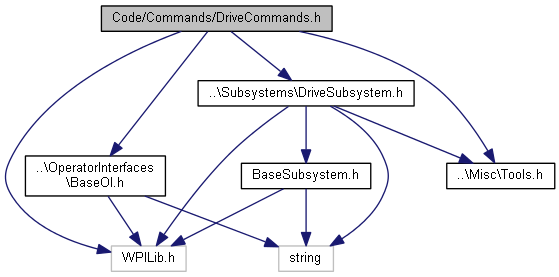 Code/Commands/DriveCommands.h
..\Subsystems\DriveSubsystem.h
..\OperatorInterfaces
\BaseOI.h
BaseSubsystem.h
..\Misc\Tools.h
WPILib.h
string